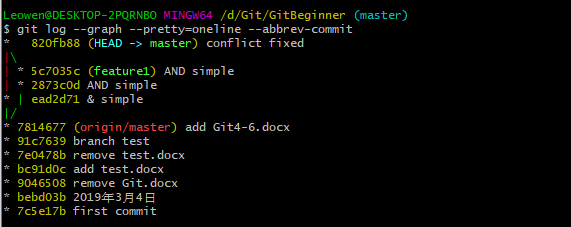 Leowen@DESKTOP-2PQRNBO MINGW64 /d/Git/GitBeginner (master)
$ git log --graph --pretty=oneline --abbrev-commit
*   820fb88 (HEAD -> master) conflict fixed
|\
| * 5c7035c (feature1) AND simple
| * 2873c0d AND simple
* | ead2d71 & simple
|/
* 7814677 (origin/master) add Git4-6.docx
* 91c7639 branch test
* 7e0478b remove test.docx
* bc91d0c add test.docx
* 9046508 remove Git.docx
* bebd03b 2019年3月4日
* 7c5e17b first commit